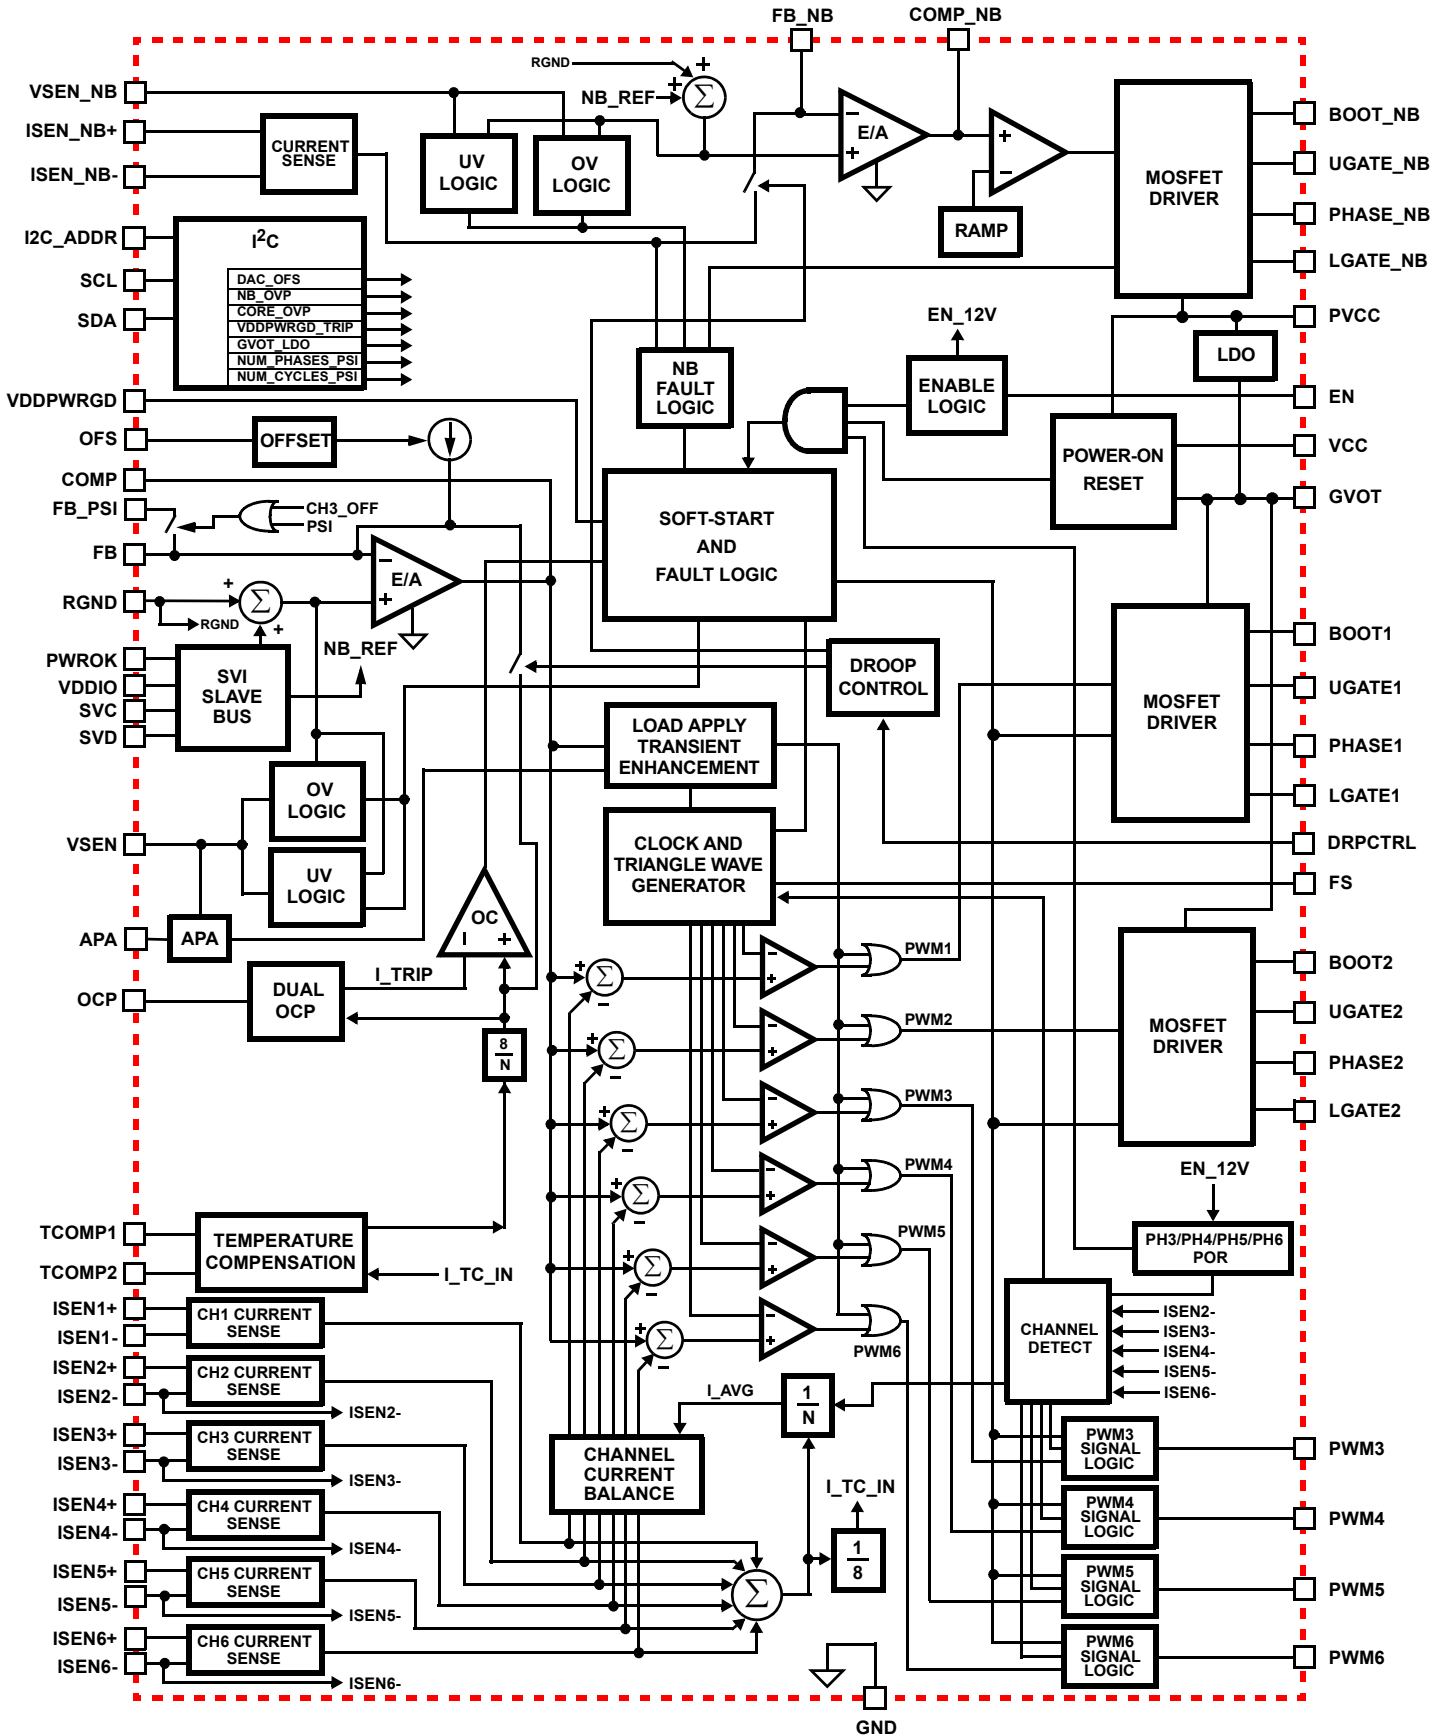 FB_NB
COMP_NB
RGND
+
VSEN_NB
NB_REF
+
Σ
BOOT_NB
ISEN_NB+
CURRENT
SENSE
UV
LOGIC
OV
LOGIC
−
E/A
+
+
−
MOSFET
DRIVER
UGATE_NB
ISEN_NB-
RAMP
PHASE_NB
I2C_ADDR
I2C
LGATE_NB
SCL
DAC_OFS
NB_OVP
CORE_OVP
VDDPWRGD_TRIP
GVOT_LDO
NUM_PHASES_PSI
NUM_CYCLES_PSI
SDA
EN_12V
PVCC
LDO
NB
FAULT
LOGIC
ENABLE
LOGIC
VDDPWRGD
EN
OFS
OFFSET
VCC
POWER-ON
RESET
COMP
GVOT
FB_PSI
CH3_OFF
PSI
SOFT-START
AND
FAULT LOGIC
FB
−
E/A
+
RGND
+
Σ
+
RGND
NB_REF
BOOT1
PWROK
VDDIO
SVC
SVD
SVI
SLAVE
BUS
DROOP
CONTROL
MOSFET
DRIVER
UGATE1
LOAD APPLY
TRANSIENT
ENHANCEMENT
PHASE1
OV
LOGIC
LGATE1
VSEN
CLOCK AND
TRIANGLE WAVE
GENERATOR
DRPCTRL
UV
LOGIC
FS
OC
−
+
APA
APA
PWM1
BOOT2
I_TRIP
+
Σ
−
−
+
OCP
DUAL
OCP
UGATE2
8
N
+
Σ
−
−
+
PWM2
MOSFET
DRIVER
PHASE2
+
Σ
−
−
+
PWM3
LGATE2
+
Σ
−
−
+
PWM4
EN_12V
TCOMP1
TEMPERATURE
COMPENSATION
PWM5
PH3/PH4/PH5/PH6
POR
TCOMP2
I_TC_IN
+
Σ
−
−
+
ISEN1+
CH1 CURRENT
SENSE
ISEN1-
+
Σ
−
−
+
PWM6
CHANNEL
DETECT
ISEN2-
ISEN3-
ISEN4-
ISEN5-
ISEN6-
ISEN2+
CH2 CURRENT
SENSE
ISEN2-
ISEN2-
I_AVG
1
N
ISEN3+
CH3 CURRENT
SENSE
ISEN3-
ISEN3-
CHANNEL
CURRENT
BALANCE
PWM3
SIGNAL
LOGIC
PWM3
I_TC_IN
ISEN4+
CH4 CURRENT
SENSE
ISEN4-
ISEN4-
PWM4
SIGNAL
LOGIC
PWM4
1
8
ISEN5+
CH5 CURRENT
SENSE
ISEN5-
ISEN5-
Σ
PWM5
SIGNAL
LOGIC
PWM5
ISEN6+
CH6 CURRENT
SENSE
ISEN6-
ISEN6-
PWM6
SIGNAL
LOGIC
PWM6
GND